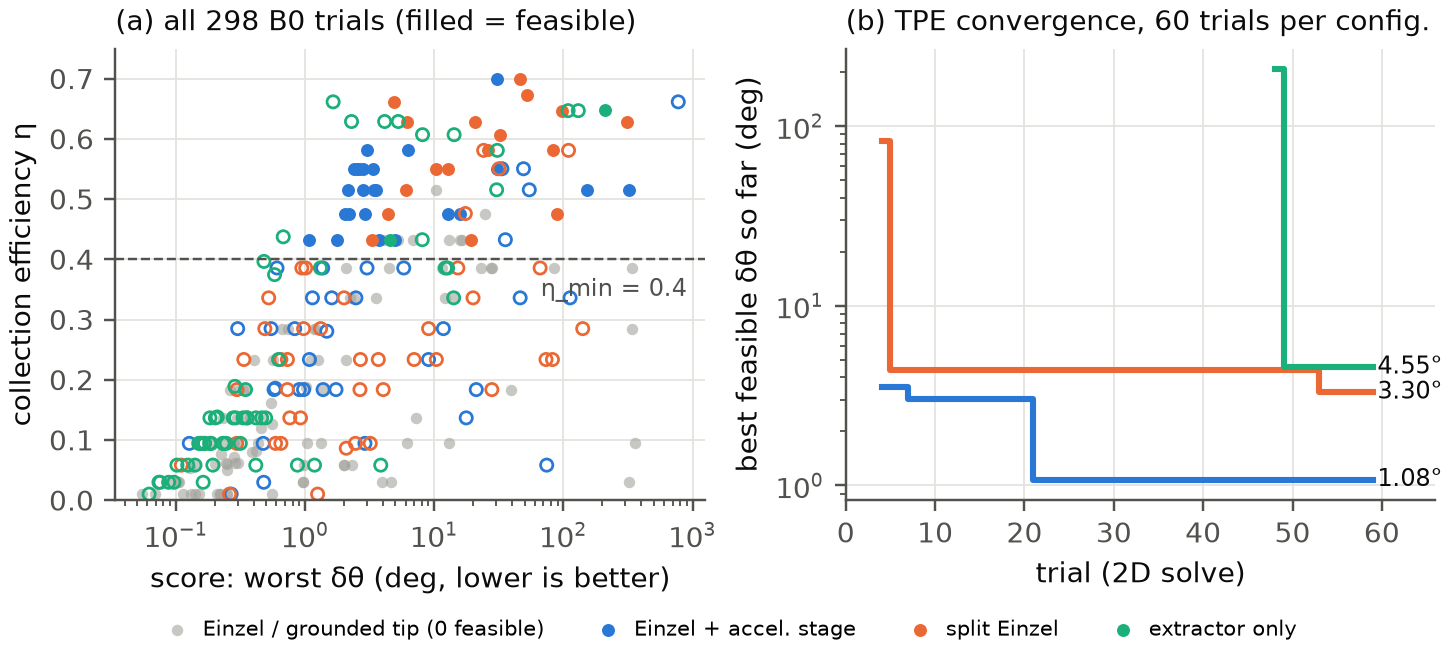 (a) all 298 B0 trials (filled = feasible)
collection efficiency η
0.7
0.6
0.5
0.4
0.3
0.2
0.1
0.0
η_min = 0.4
10⁻¹
10⁰
10¹
10²
10³
score: worst δθ (deg, lower is better)
(b) TPE convergence, 60 trials per config.
best feasible δθ so far (deg)
10²
10¹
10⁰
4.55°
3.30°
1.08°
0
10
20
30
40
50
60
trial (2D solve)
Einzel / grounded tip (0 feasible)
Einzel + accel. stage
split Einzel
extractor only